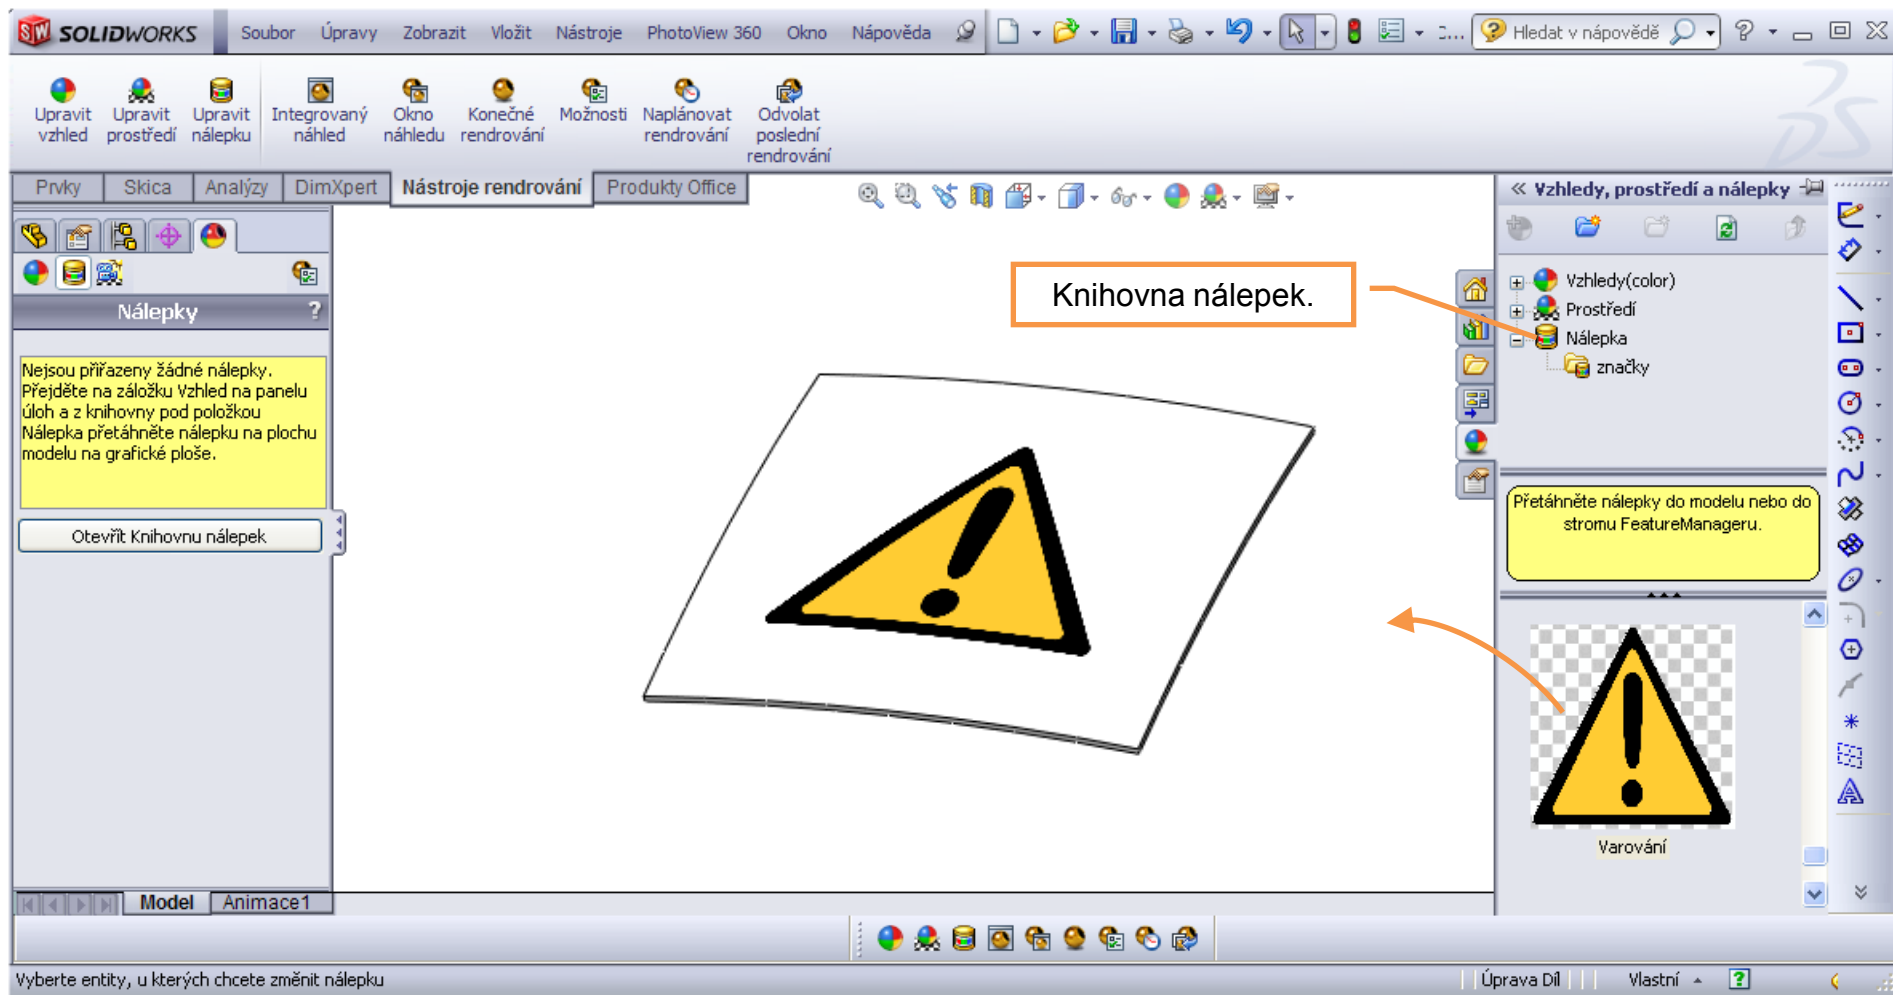 SOLIDWORKS Soubor Úpravy Zobrazit Vložit Nástroje PhotoView 360 Okno Nápověda Hledat v nápovědě
Upravit vzhled
Upravit prostředí
Upravit nálepku
Integrovaný náhled
Okno náhledu
Konečné rendrování
Možnosti
Naplánovat rendrování
Odvolat poslední rendrování
Prvky Skica Analýzy DimXpert Nástroje rendrování Produkty Office
Nálepky ?
Nejsou přiřazeny žádné nálepky.
Přejděte na záložku Vzhled na panelu
úloh a z knihovny pod položkou
Nálepka přetáhněte nálepku na plochu
modelu na grafické ploše.
Otevřít Knihovnu nálepek
Knihovna nálepek.
Vzhledy, prostředí a nálepky
Vzhledy(color)
Prostředí
Nálepka
značky
Přetáhněte nálepky do modelu nebo do
stromu FeatureManageru.
Varování
Model Animace1
Vyberte entity, u kterých chcete změnit nálepku
Úprava Díl Vlastní